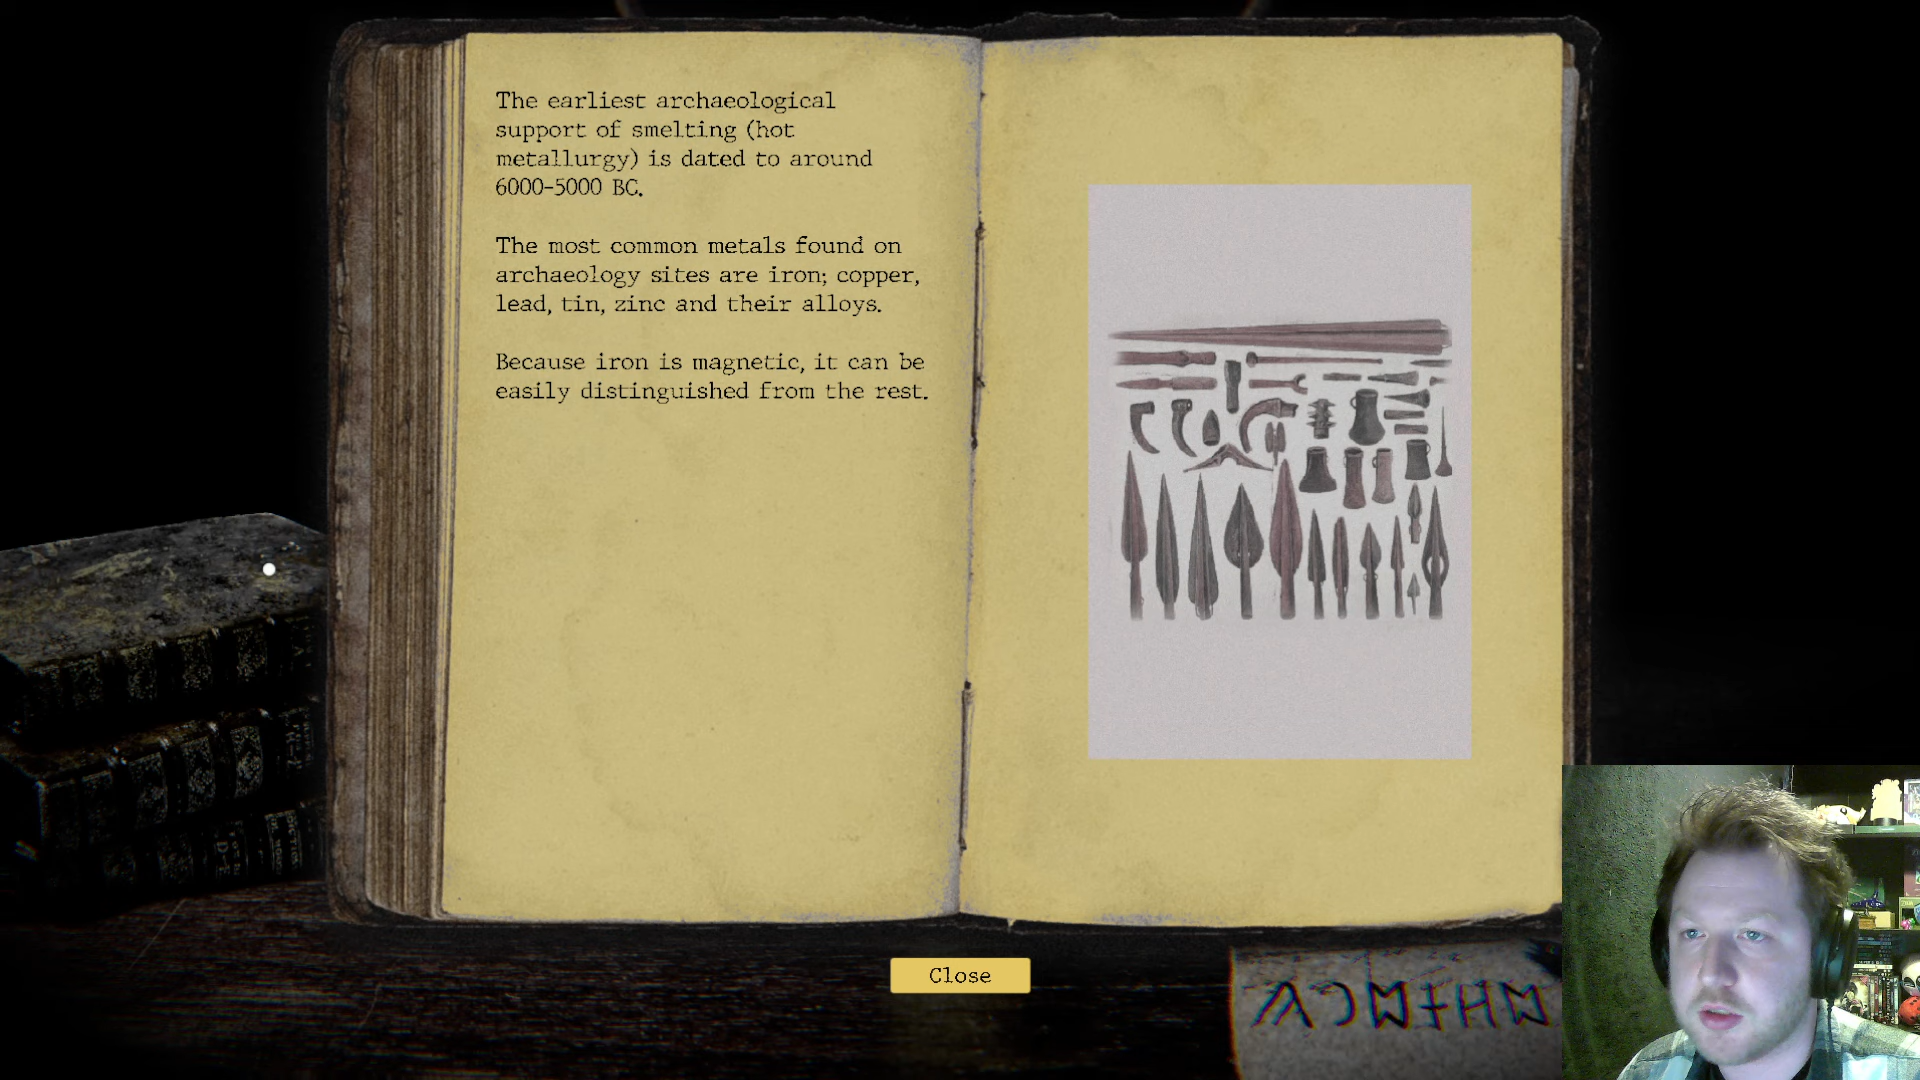 The earliest archaeological
support of smelting (hot
metallurgy) is dated to around
6000-5000 BC.
The most common metals found on
archaeology sites are iron; copper,
lead, tin, zinc and their alloys.
Because iron is magnetic, it can be
easily distinguished from the rest.
Close